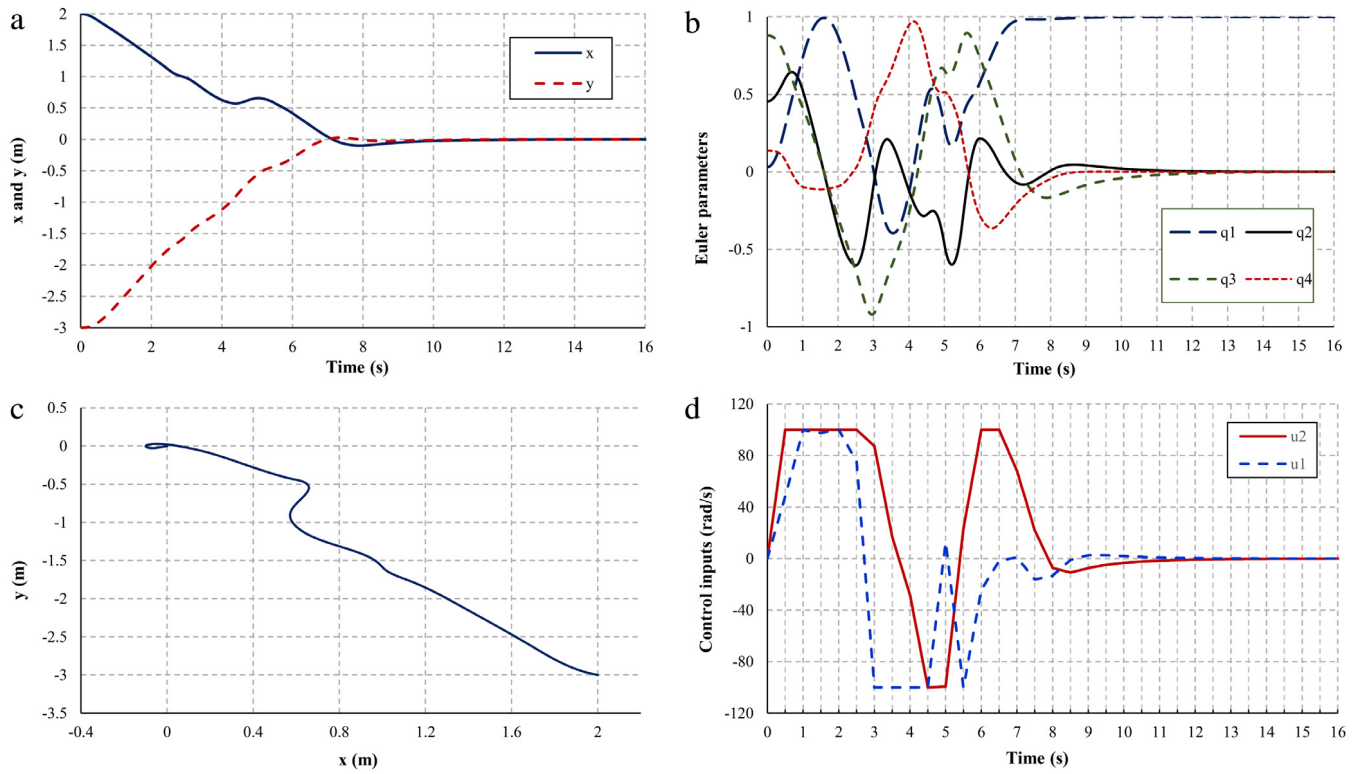 a
2
1.5
1
0.5
0
-0.5
-1
-1.5
-2
-2.5
-3
x and y (m)
x
y
0 2 4 6 8 10 12 14 16
Time (s)
b
1
0.5
0
-0.5
-1
Euler parameters
q1 q2
q3 q4
0 1 2 3 4 5 6 7 8 9 10 11 12 13 14 15 16
Time (s)
c
0.5
0
-0.5
-1
-1.5
-2
-2.5
-3
-3.5
y (m)
-0.4 0 0.4 0.8 1.2 1.6 2
x (m)
d
120
80
40
0
-40
-80
-120
Control inputs (rad/s)
u2
u1
0 1 2 3 4 5 6 7 8 9 10 11 12 13 14 15 16
Time (s)